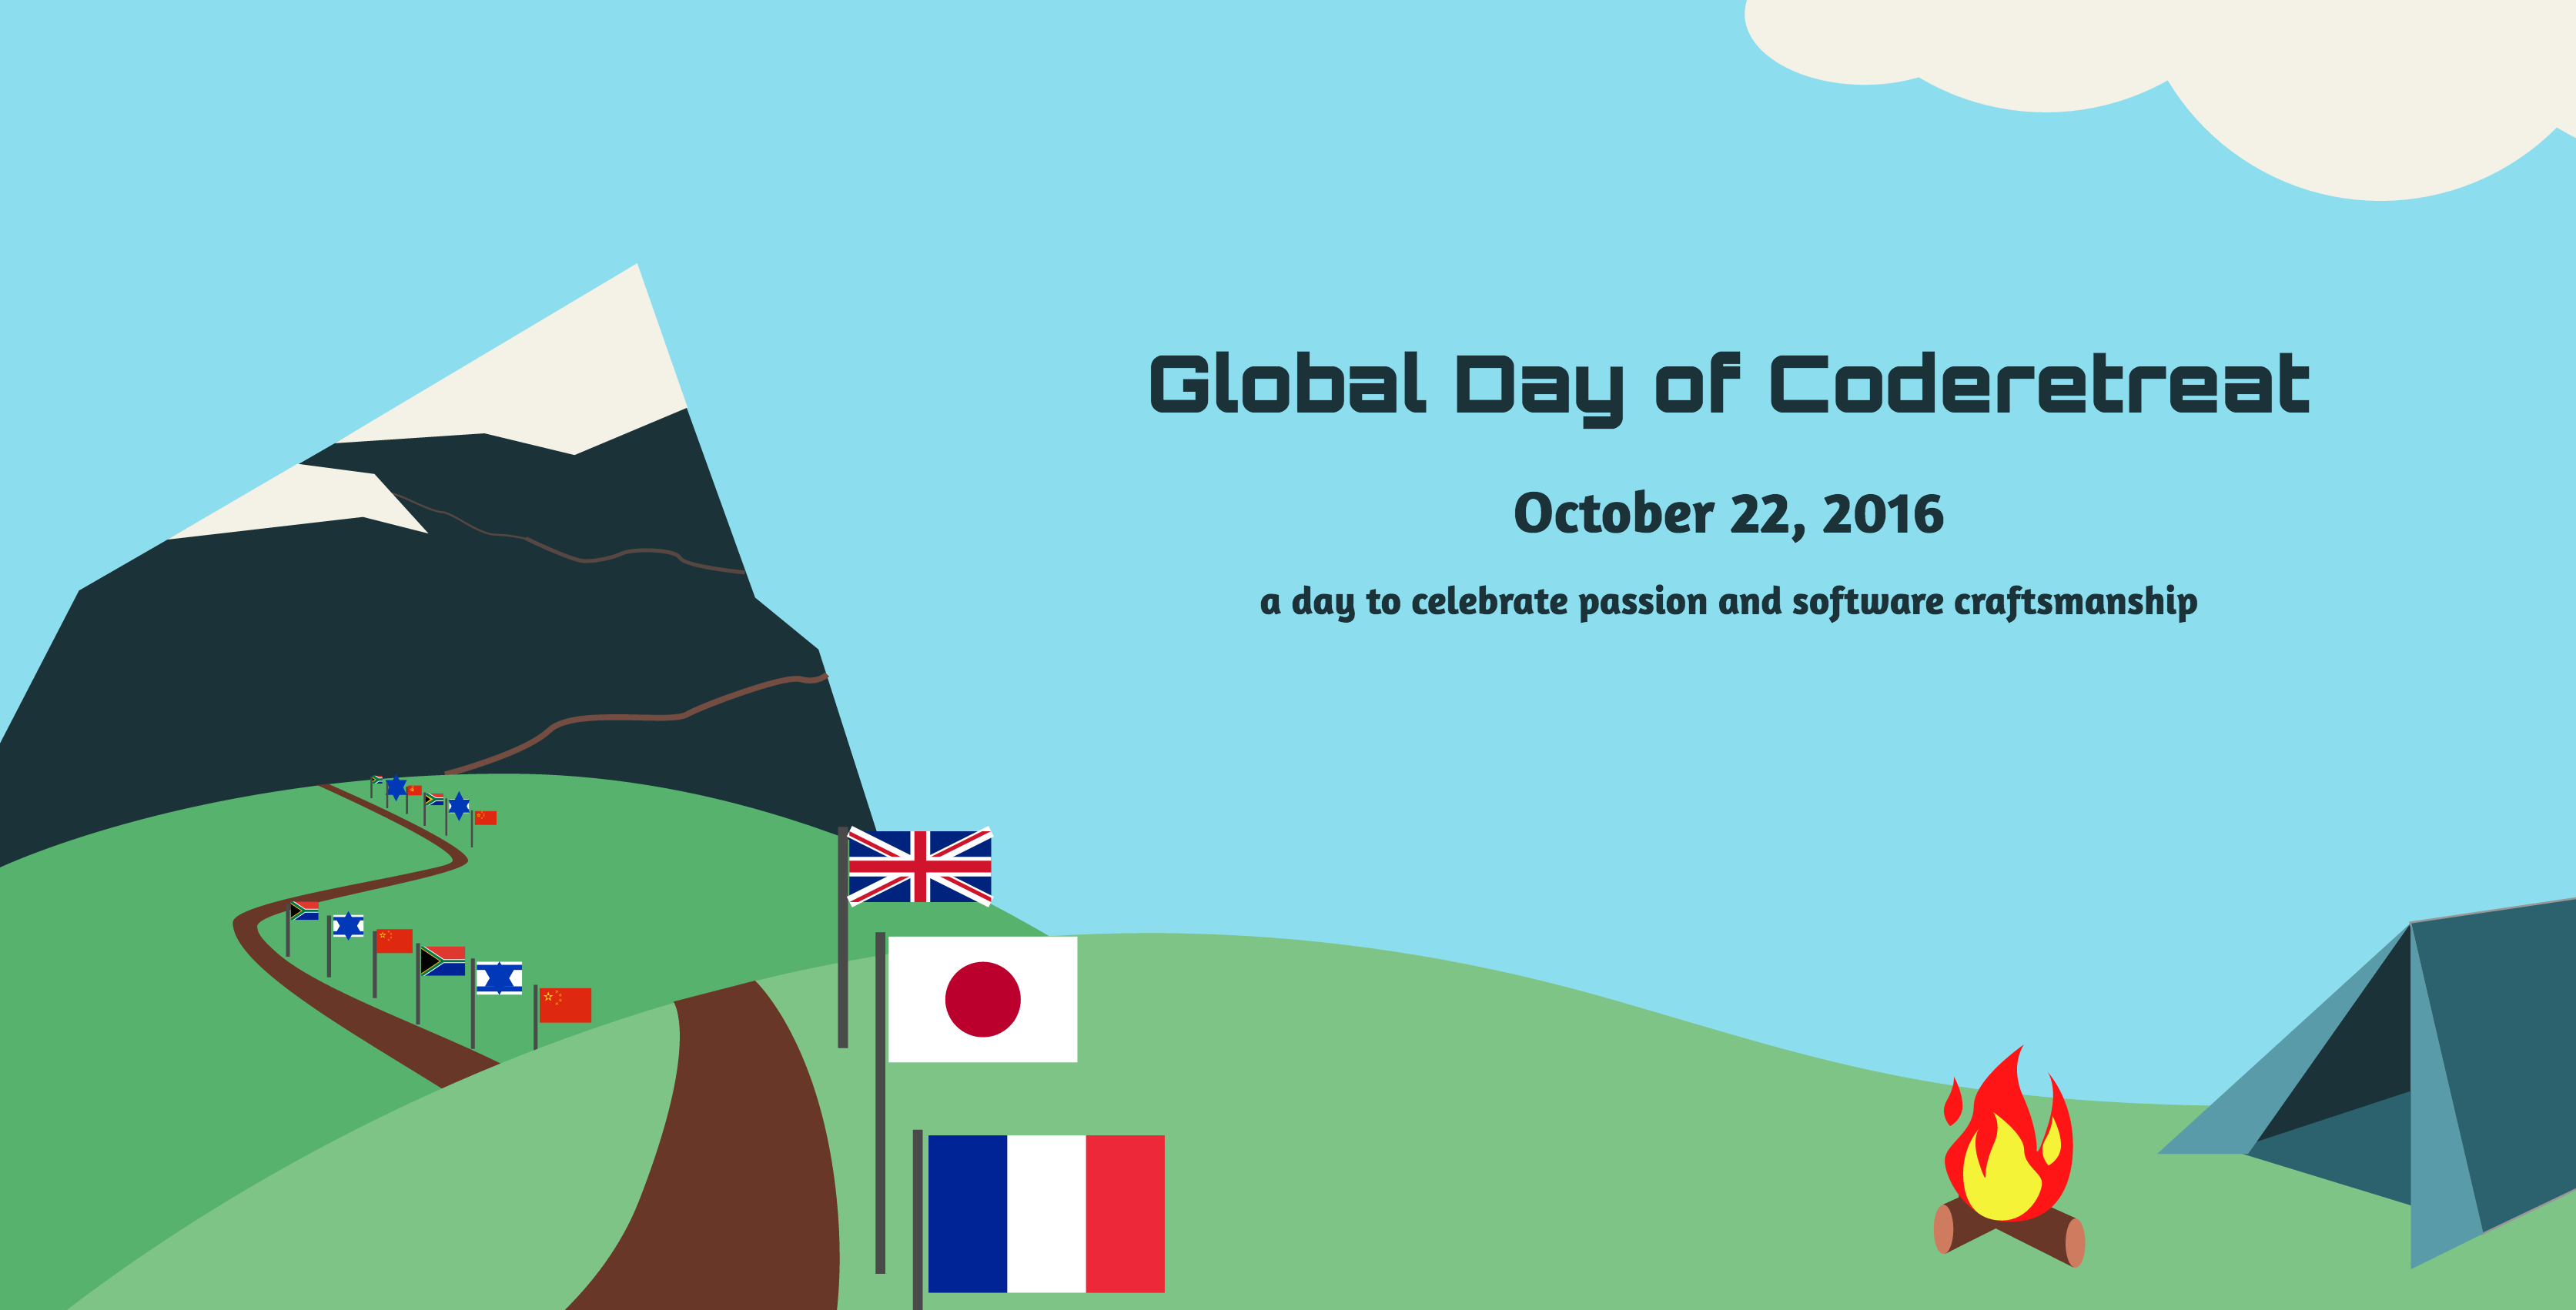 Global Day of Coderetreat
October 22, 2016
a day to celebrate passion and software craftsmanship